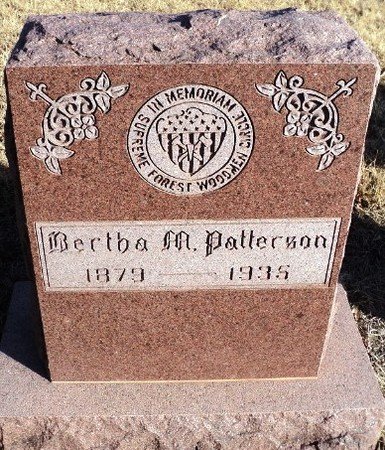 IN MEMORIAM
SUPREME FOREST WOODMEN CIRCLE
Bertha M. Patterson
1879 — 1935